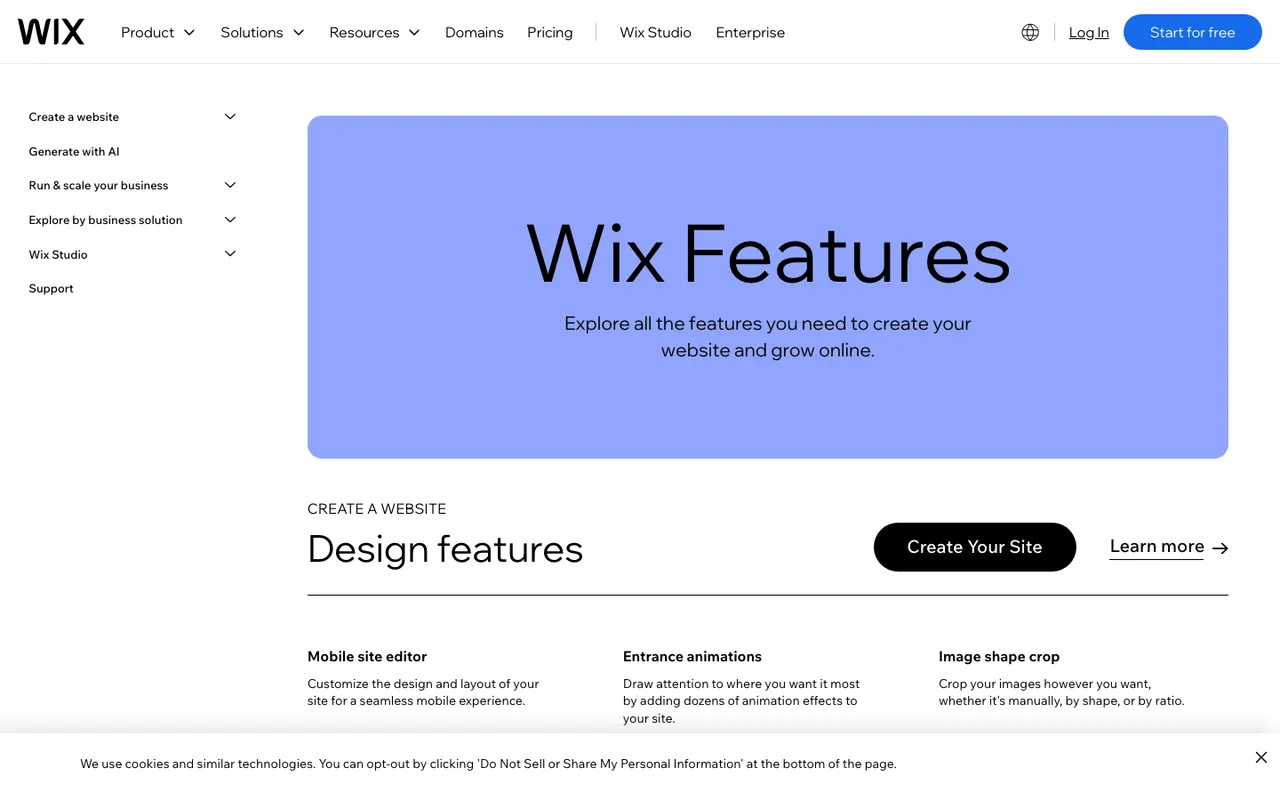 WIX
Product
Solutions
Resources
Domains
Pricing
Wix Studio
Enterprise
Log In
Start for free
Create a website
Generate with AI
Run & scale your business
Explore by business solution
Wix Studio
Support
Wix Features
Explore all the features you need to create your
website and grow online.
CREATE A WEBSITE
Design features
Create Your Site
Learn more
Mobile site editor
Customize the design and layout of your
site for a seamless mobile experience.
Entrance animations
Draw attention to where you want it most
by adding dozens of animation effects to
your site.
Image shape crop
Crop your images however you want,
whether it's manually, by shape, or by ratio.
We use cookies and similar technologies. You can opt-out by clicking 'Do Not Sell or Share My Personal Information' at the bottom of the page.